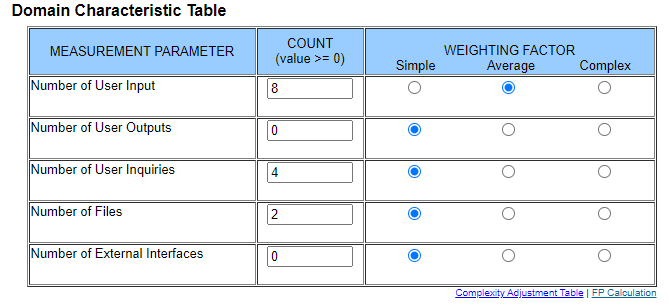 Domain Characteristic Table
MEASUREMENT PARAMETER
COUNT
(value >= 0)
WEIGHTING FACTOR
Simple Average Complex
Number of User Input 8
Number of User Outputs 0
Number of User Inquiries 4
Number of Files 2
Number of External Interfaces 0
Complexity Adjustment Table | FP Calculation